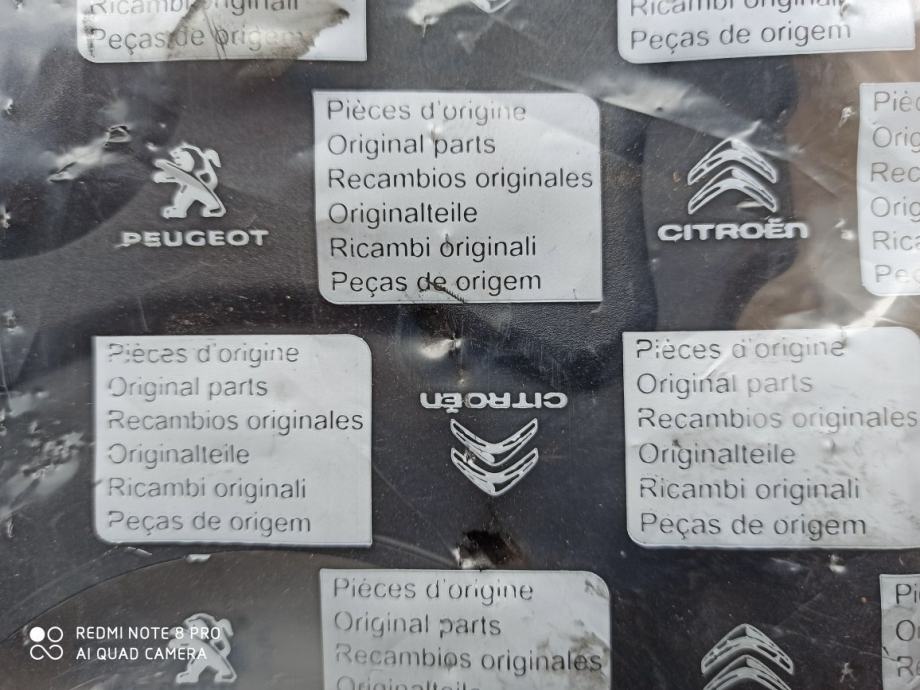 Ricambi originali
Peças de origem
Ricambi originali
Peças de origem
Pièces d'origine
Original parts
Recambios originales
Originalteile
Ricambi originali
Peças de origem
PEUGEOT
CITROËN
Pièces d'origine
Original parts
Recambios originales
Originalteile
Ricambi originali
Peças de origem
CITROËN
Pièces d'origine
Original parts
Recambios originales
Originalteile
Ricambi originali
Peças de origem
Pièces d'origine
Original parts
Recambios originales
Originalteile
REDMI NOTE 8 PRO
AI QUAD CAMERA